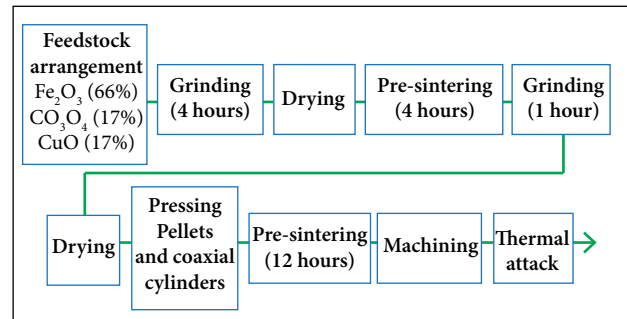 Feedstock
arrangement
Fe₂O₃ (66%)
CO₃O₄ (17%)
CuO (17%)
Grinding
(4 hours)
Drying
Pre-sintering
(4 hours)
Grinding
(1 hour)
Drying
Pressing
Pellets
and coaxial
cylinders
Pre-sintering
(12 hours)
Machining
Thermal
attack